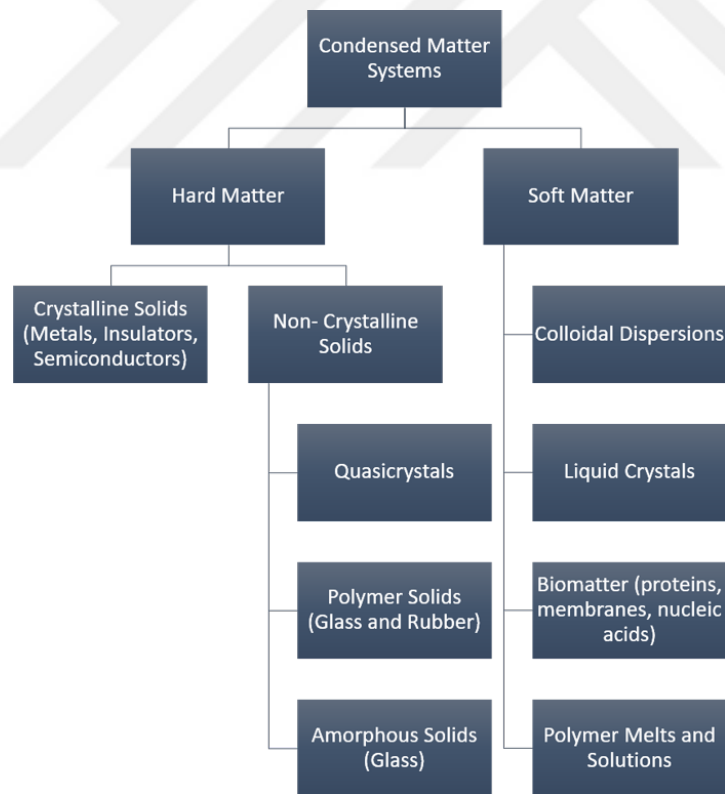 Condensed Matter
Systems
Hard Matter
Soft Matter
Crystalline Solids
(Metals, Insulators,
Semiconductors)
Non- Crystalline
Solids
Colloidal Dispersions
Quasicrystals
Liquid Crystals
Polymer Solids
(Glass and Rubber)
Biomatter (proteins,
membranes, nucleic
acids)
Amorphous Solids
(Glass)
Polymer Melts and
Solutions